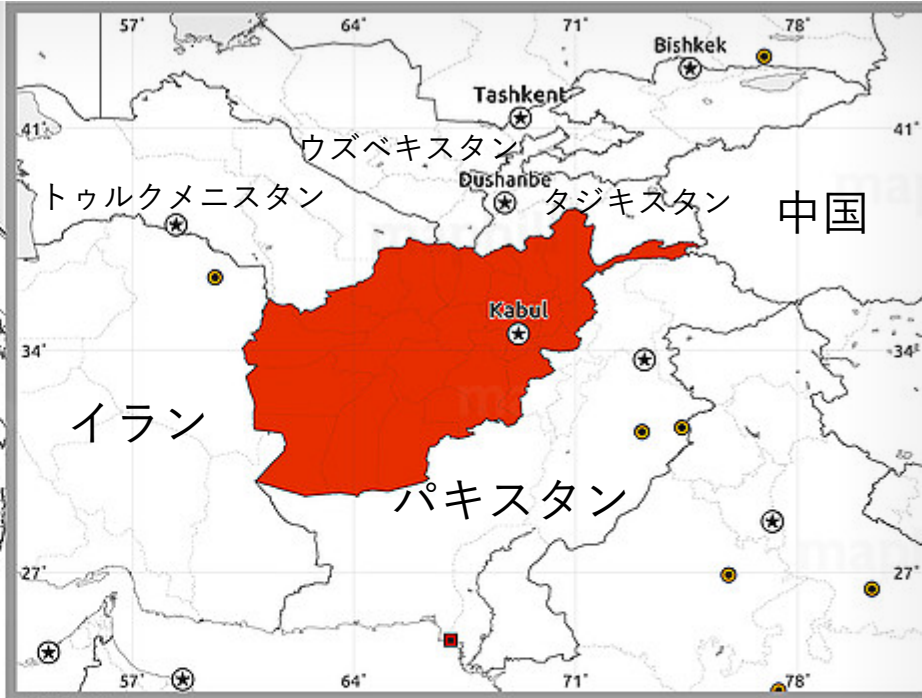 57° 64° 71° 78°
Bishkek
Tashkent
41° 41°
ウズベキスタン
Dushanbe
トゥルクメニスタン
タジキスタン
中国
Kabul
34° 34°
イラン
パキスタン
27° 27°
57° 64° 71° 78°